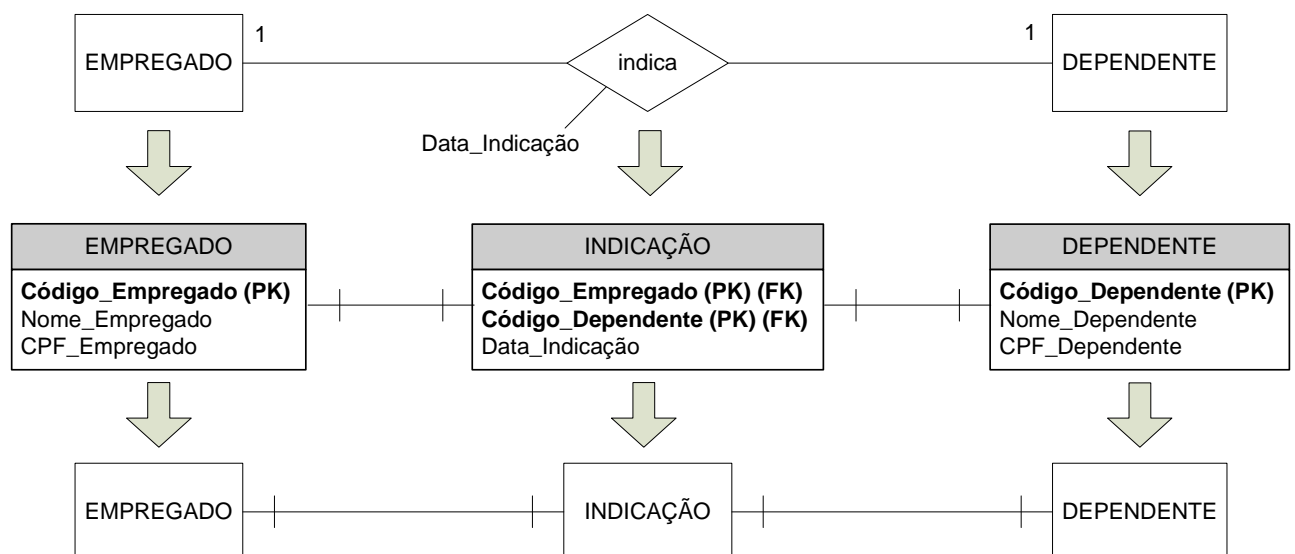 1
1
EMPREGADO
indica
DEPENDENTE
Data_Indicação
EMPREGADO
INDICAÇÃO
DEPENDENTE
Código_Empregado (PK)
Nome_Empregado
CPF_Empregado
Código_Empregado (PK) (FK)
Código_Dependente (PK) (FK)
Data_Indicação
Código_Dependente (PK)
Nome_Dependente
CPF_Dependente
EMPREGADO
INDICAÇÃO
DEPENDENTE